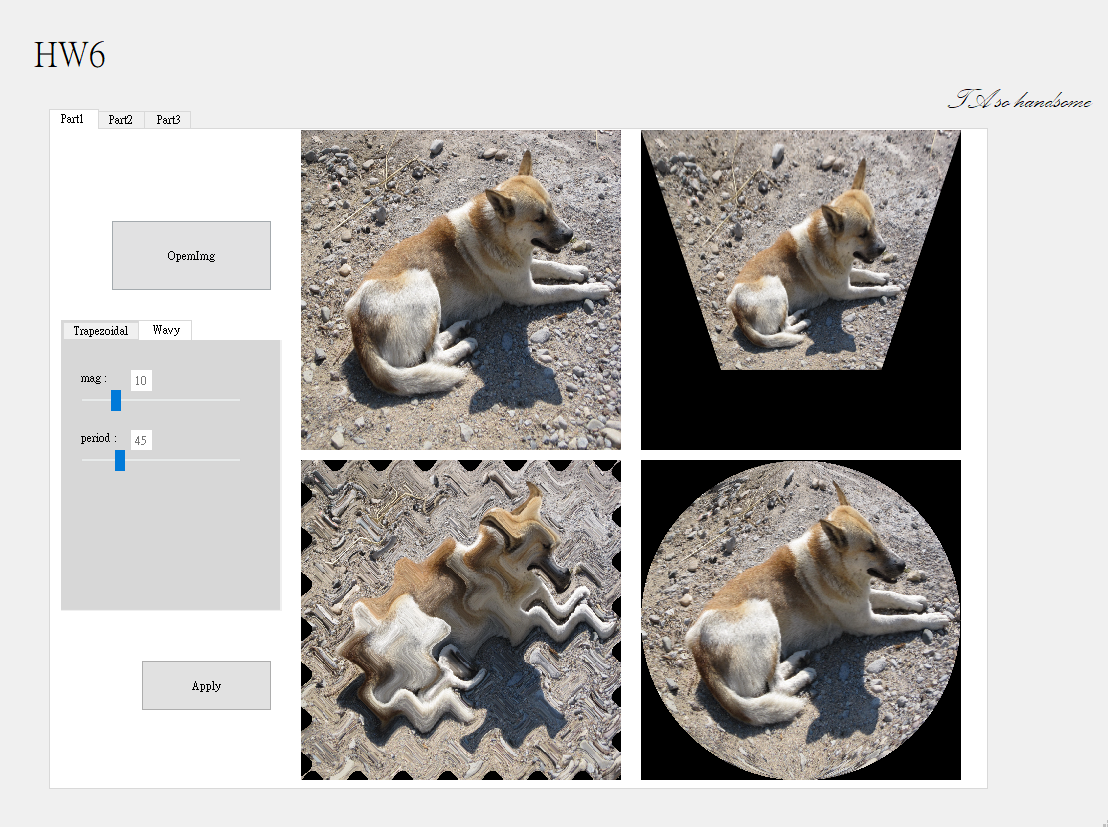 HW6
TA so handsome
Part1 Part2 Part3
OpemImg
Trapezoidal Wavy
mag : 10
period : 45
Apply